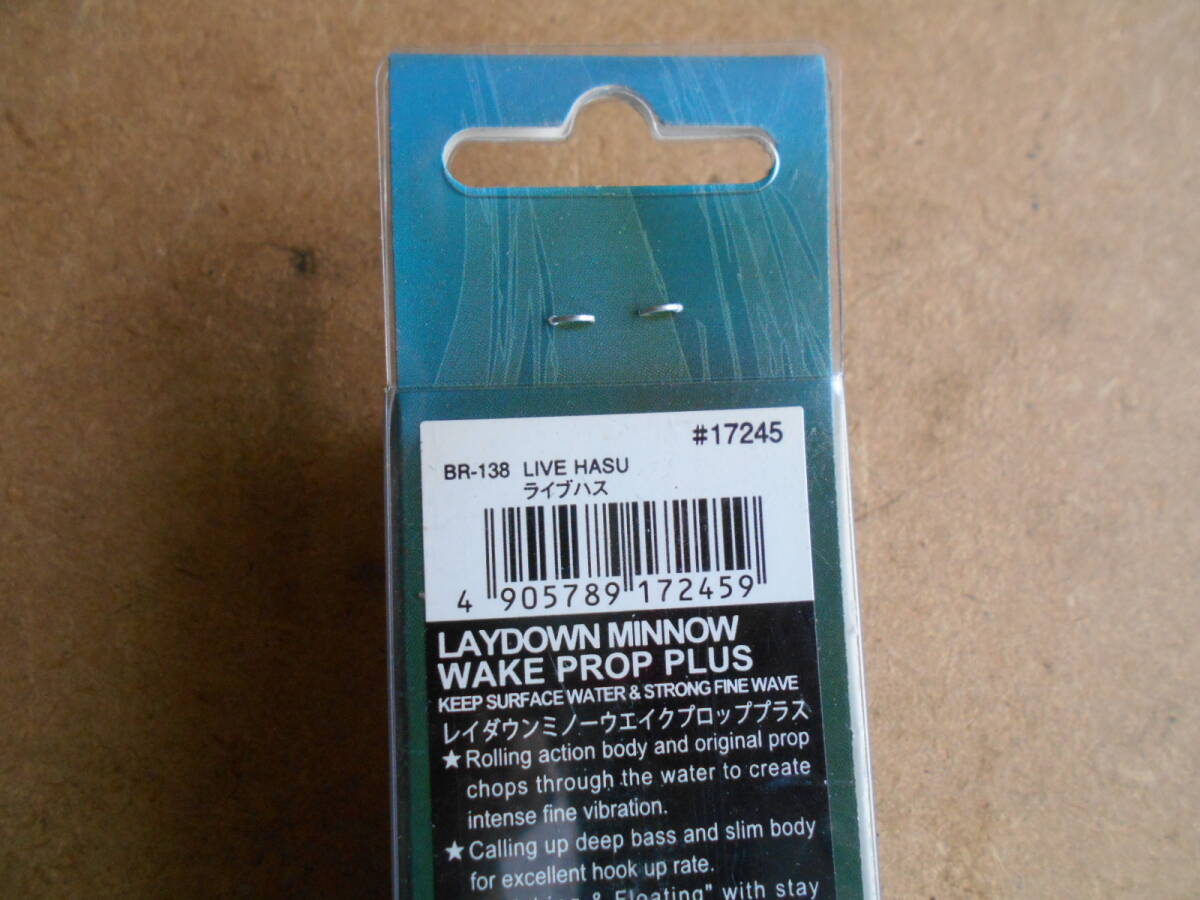 #17245
BR-138 LIVE HASU
ライブハス
4 905789 172459
LAYDOWN MINNOW
WAKE PROP PLUS
KEEP SURFACE WATER & STRONG FINE WAVE
レイダウンミノーウエイクプロッププラス
★Rolling action body and original prop
chops through the water to create
intense fine vibration.
★Calling up deep bass and slim body
for excellent hook up rate.
& Floating" with stay